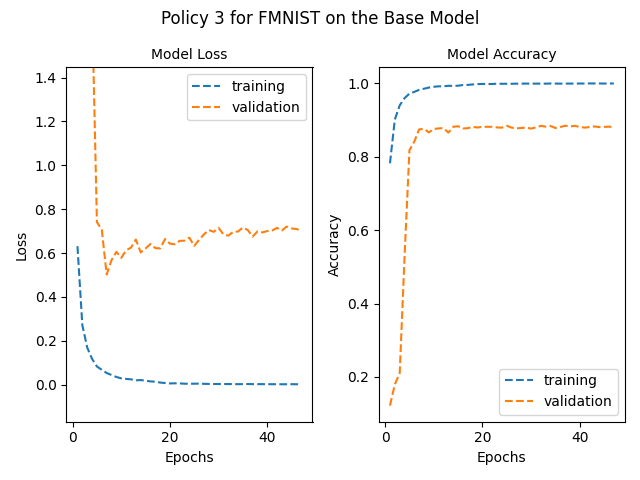 Policy 3 for FMNIST on the Base Model
Model Loss
1.4
1.2
1.0
0.8
0.6
0.4
0.2
0.0
0
20
40
Epochs
Loss
training
validation
Model Accuracy
1.0
0.8
0.6
0.4
0.2
0
20
40
Epochs
Accuracy
training
validation